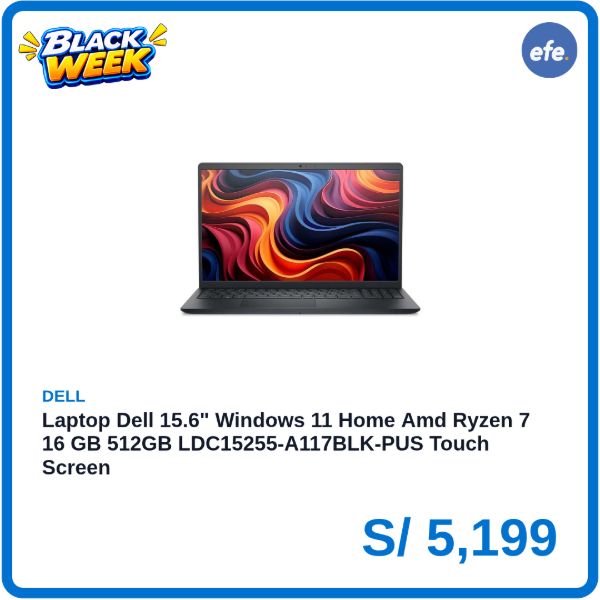 BLACK
WEEK
efe.
DELL
Laptop Dell 15.6" Windows 11 Home Amd Ryzen 7
16 GB 512GB LDC15255-A117BLK-PUS Touch
Screen
S/ 5,199